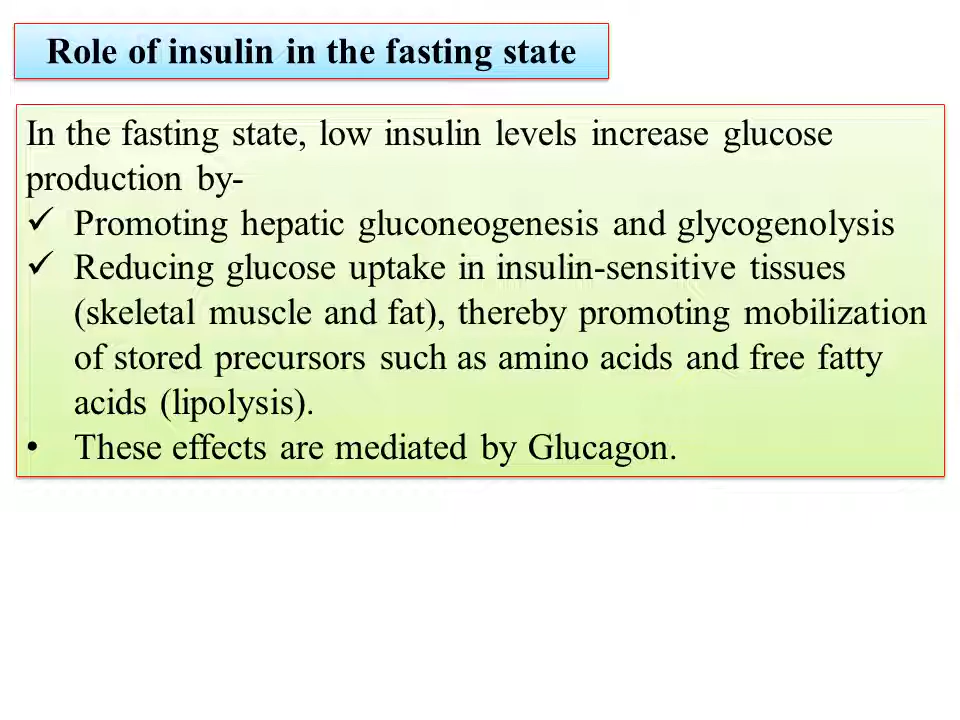 Role of insulin in the fasting state
In the fasting state, low insulin levels increase glucose
production by-
✓ Promoting hepatic gluconeogenesis and glycogenolysis
✓ Reducing glucose uptake in insulin-sensitive tissues
(skeletal muscle and fat), thereby promoting mobilization
of stored precursors such as amino acids and free fatty
acids (lipolysis).
• These effects are mediated by Glucagon.